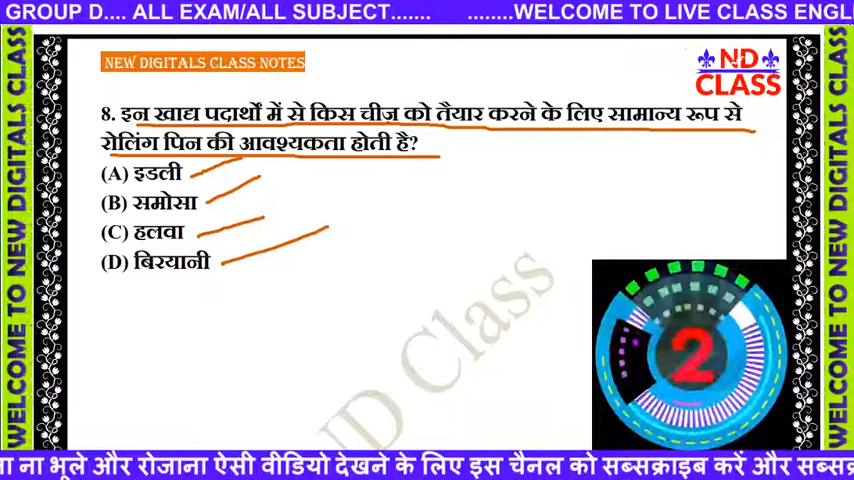 GROUP D.... ALL EXAM/ALL SUBJECT....... ........WELCOME TO LIVE CLASS ENGL
NEW DIGITALS CLASS NOTES
ND
CLASS
8. इन खाद्य पदार्थों में से किस चीज़ को तैयार करने के लिए सामान्य रूप से
रोलिंग पिन की आवश्यकता होती है?
(A) इडली
(B) समोसा
(C) हलवा
(D) बिरयानी
2
ND Class
WELCOME TO NEW DIGITALS CLASS
WELCOME TO NEW DIGITALS CLASS
ना भूले और रोजाना ऐसी वीडियो देखने के लिए इस चैनल को सब्सक्राइब करें और